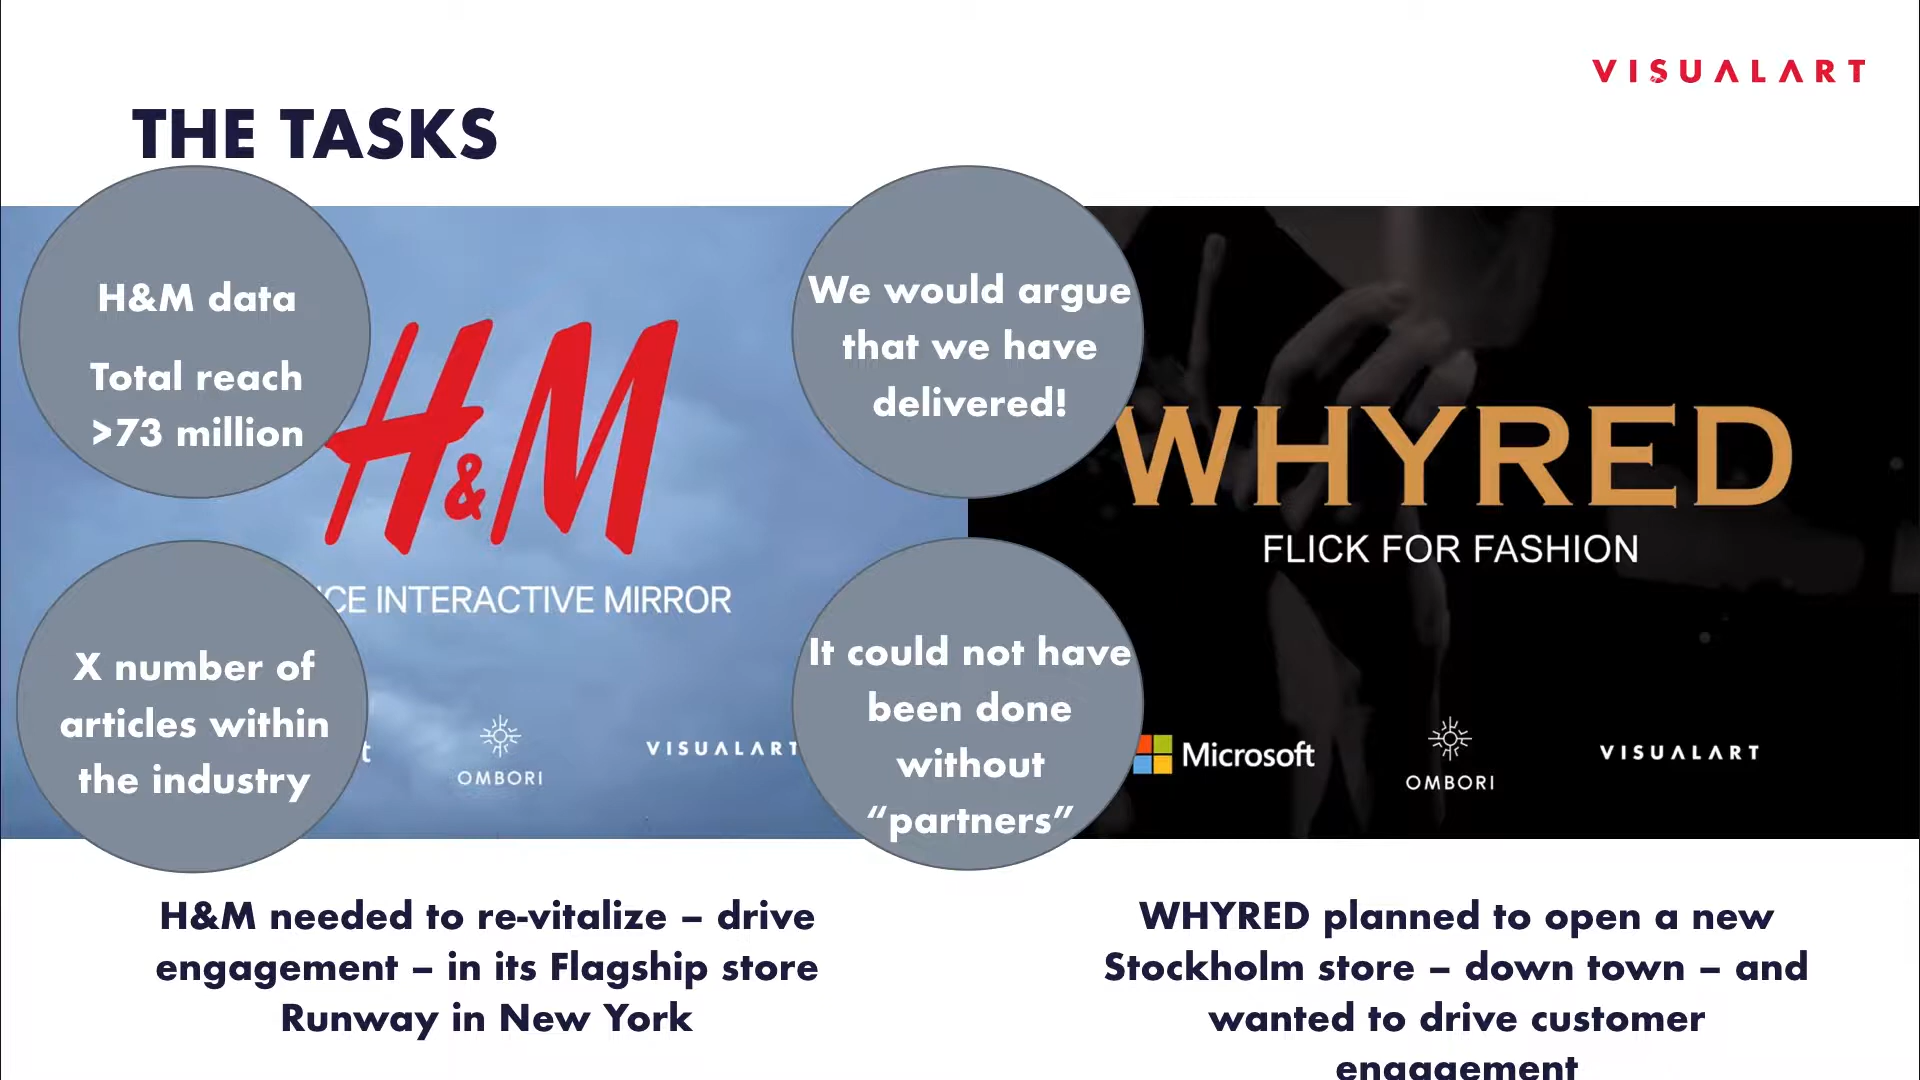 VISUALART
THE TASKS
H&M data
Total reach
>73 million
We would argue
that we have
delivered!
H&M
INTERACTIVE MIRROR
WHYRED
FLICK FOR FASHION
X number of
articles within
the industry
It could not have
been done
without
“partners”
OMBORI
VISUALART
Microsoft
OMBORI
VISUALART
H&M needed to re-vitalize – drive
engagement – in its Flagship store
Runway in New York
WHYRED planned to open a new
Stockholm store – down town – and
wanted to drive customer
engagement